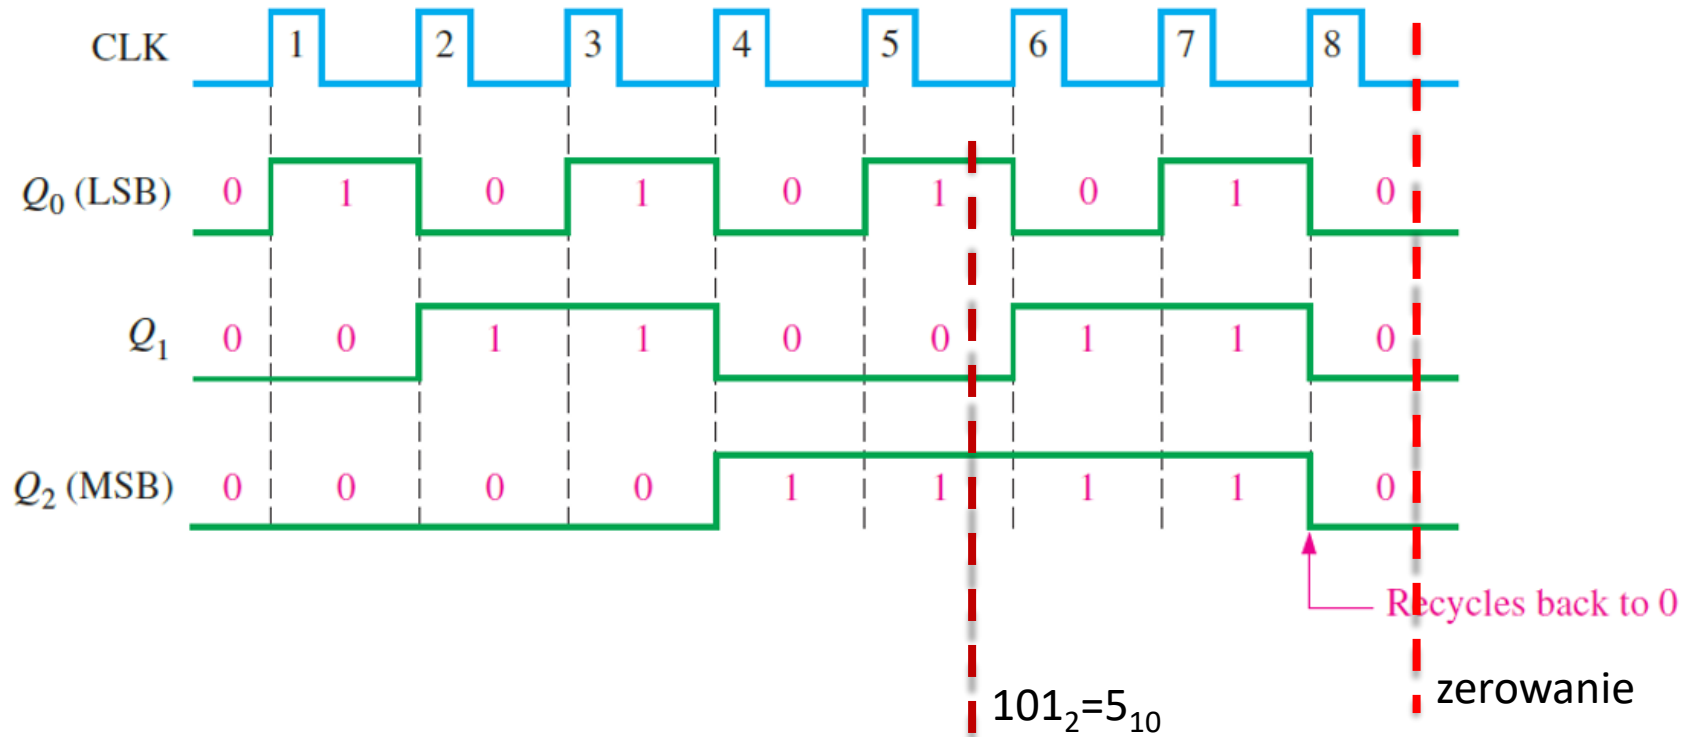 CLK 1 2 3 4 5 6 7 8
Q₀ (LSB) 0 1 0 1 0 1 0 1 0
Q₁ 0 0 1 1 0 0 1 1 0
Q₂ (MSB) 0 0 0 0 1 1 1 1 0
Recycles back to 0
101₂=5₁₀
zerowanie